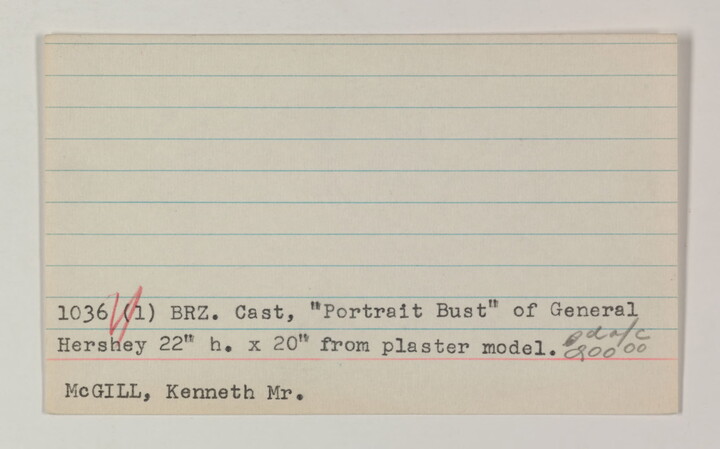 1036 (1) BRZ. Cast, "Portrait Bust" of General
Hershey 22" h. x 20" from plaster model.
McGILL, Kenneth Mr.